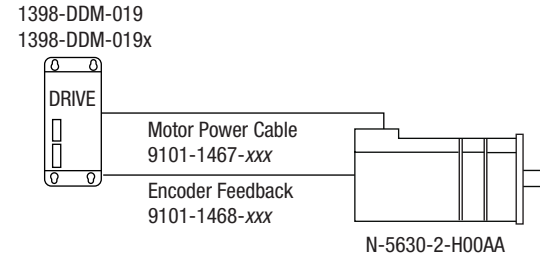 1398-DDM-019
1398-DDM-019x
DRIVE
Motor Power Cable
9101-1467-xxx
Encoder Feedback
9101-1468-xxx
N-5630-2-H00AA